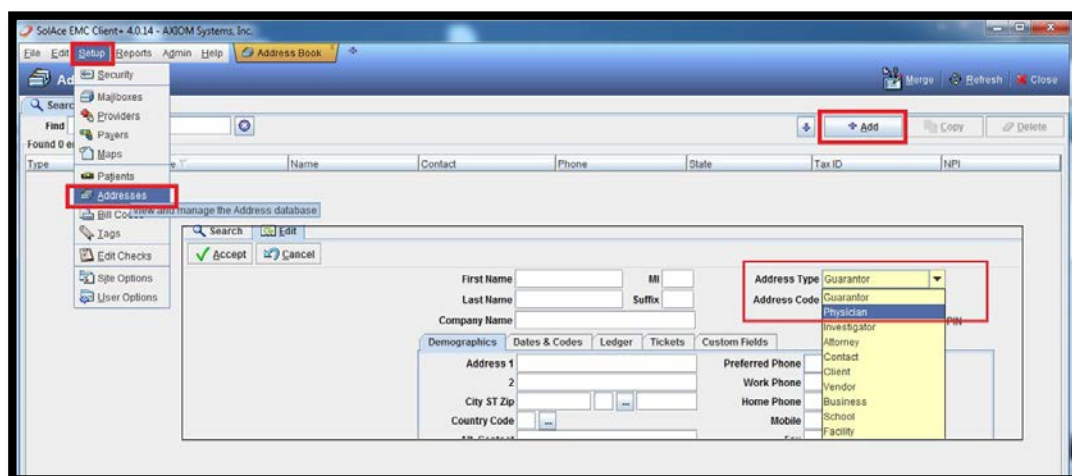 SolAce EMC Client+ 4.0.14 - AXIOM Systems, Inc.
File Edit Setup Reports Admin Help Address Book
Merge Refresh Close
Security
Mailboxes
Providers
Payers
Maps
Patients
Addresses
Bill Codes
Tags
Edit Checks
Site Options
User Options
View and manage the Address database
Find
Add Copy Delete
Found 0
Type Name Contact Phone State Tax ID NPI
Search Edit
Accept Cancel
First Name MI Address Type Guarantor
Last Name Suffix Address Code
Company Name
Guarantor
Physician
Investigator
Attorney
Contact
Client
Vendor
Business
School
Facility
Demographics Dates & Codes Ledger Tickets Custom Fields
Address 1 Preferred Phone
2 Work Phone
City ST Zip Home Phone
Country Code Mobile